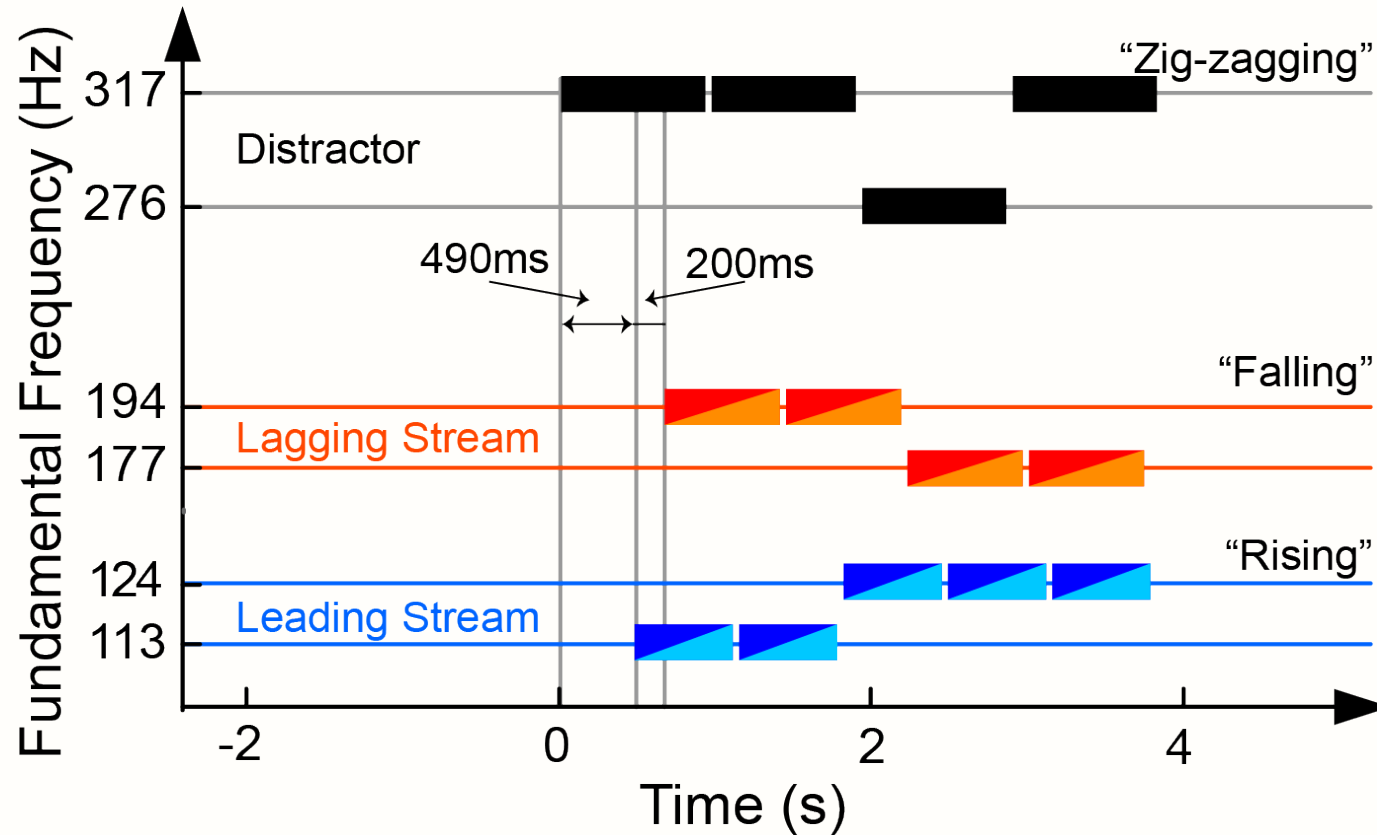 Fundamental Frequency (Hz)
“Zig-zagging”
317
Distractor
276
490ms
200ms
“Falling”
194
Lagging Stream
177
“Rising”
124
Leading Stream
113
-2
0
2
4
Time (s)